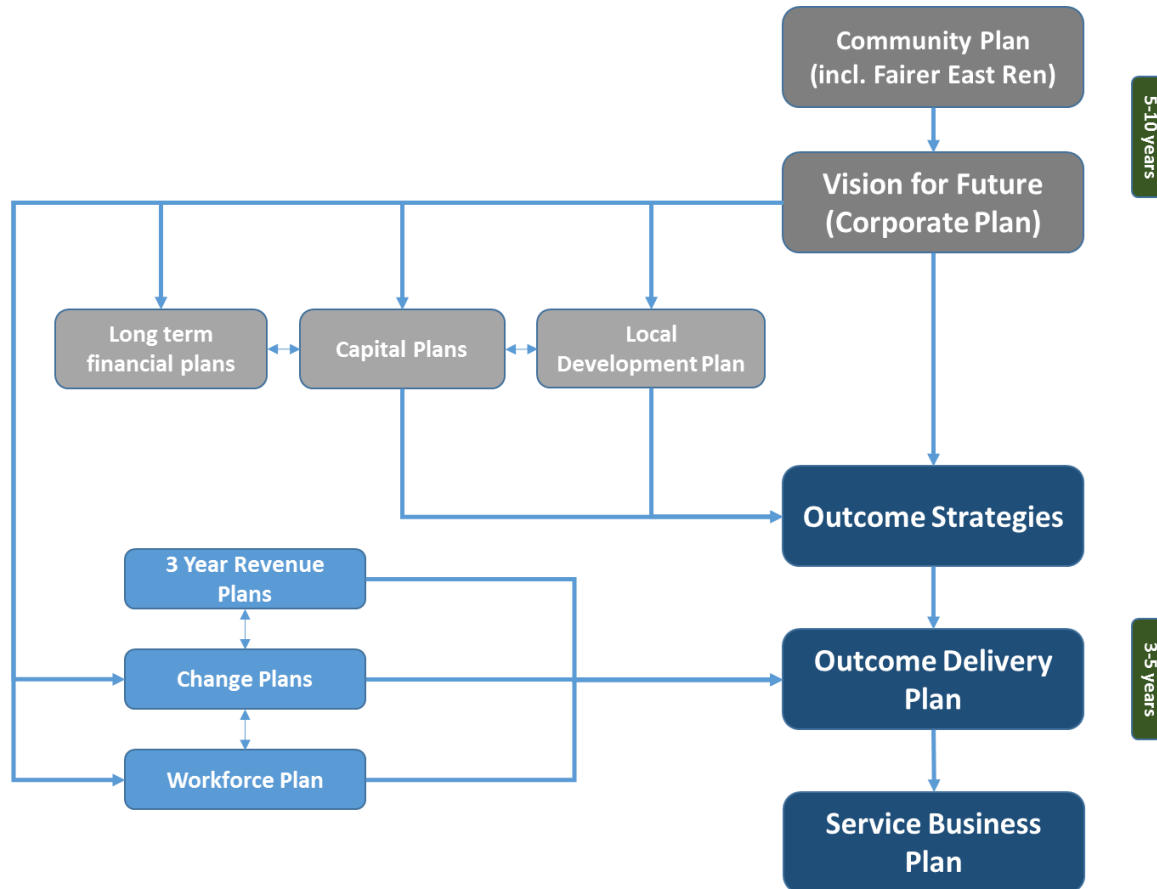 Community Plan
(incl. Fairer East Ren)
5-10 years
Vision for Future
(Corporate Plan)
Long term
financial plans
Capital Plans
Local
Development Plan
Outcome Strategies
3 Year Revenue
Plans
Change Plans
Outcome Delivery
Plan
3-5 years
Workforce Plan
Service Business
Plan